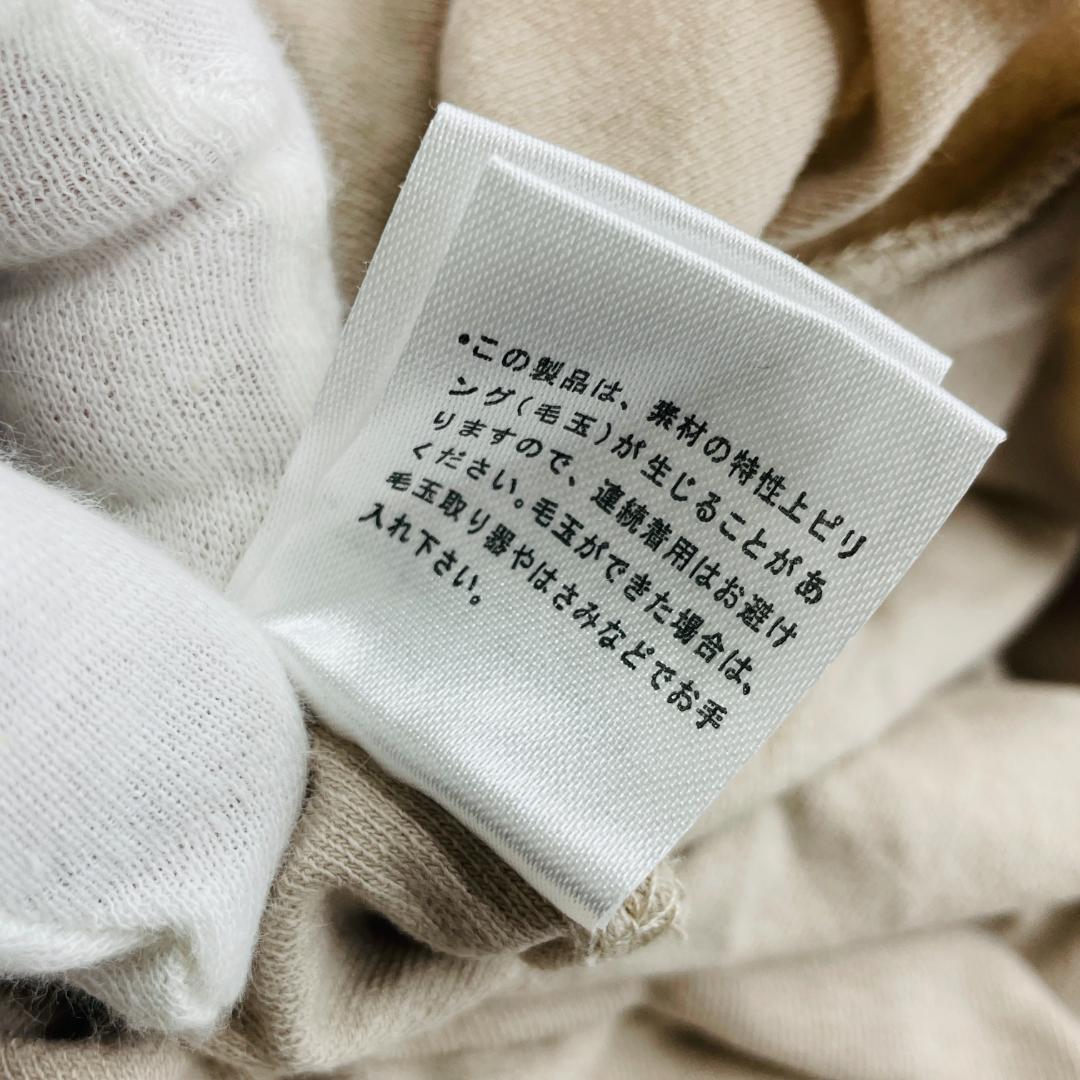 •この製品は、素材の特性上ピリ
ング(毛玉)が生じることがあ
りますので、連続着用はお避け
ください。毛玉ができた場合は、
毛玉取り器やはさみなどでお手
入れ下さい。